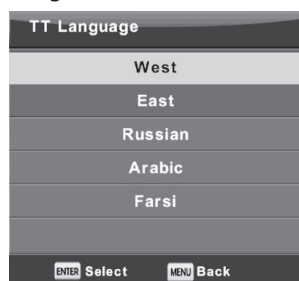 TT Language
West
East
Russian
Arabic
Farsi
ENTER Select MENU Back